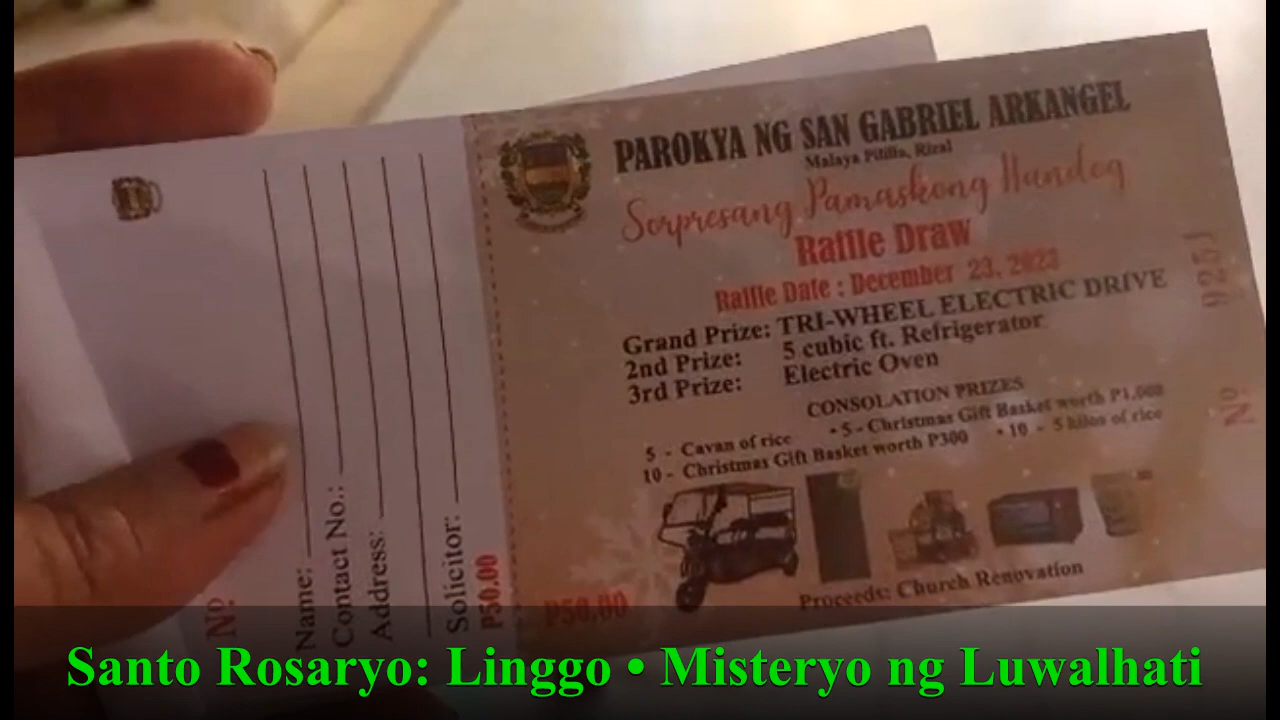 PAROKYA NG SAN GABRIEL ARKANGEL
Malaya Pililla, Rizal
Sorpresang Pamaskong Handog
Raffle Draw
Raffle Date : December 23, 2023
Grand Prize: TRI-WHEEL ELECTRIC DRIVE
2nd Prize: 5 cubic ft. Refrigerator
3rd Prize: Electric Oven
CONSOLATION PRIZES
5 - Cavan of rice • 5 - Christmas Gift Basket worth P1,000
10 - Christmas Gift Basket worth P300 • 10 - 5 kilos of rice
Proceeds: Church Renovation
P50.00
Nº 9251
Nº
Name:
Contact No.:
Address:
Solicitor:
P50.00
Santo Rosaryo: Linggo • Misteryo ng Luwalhati